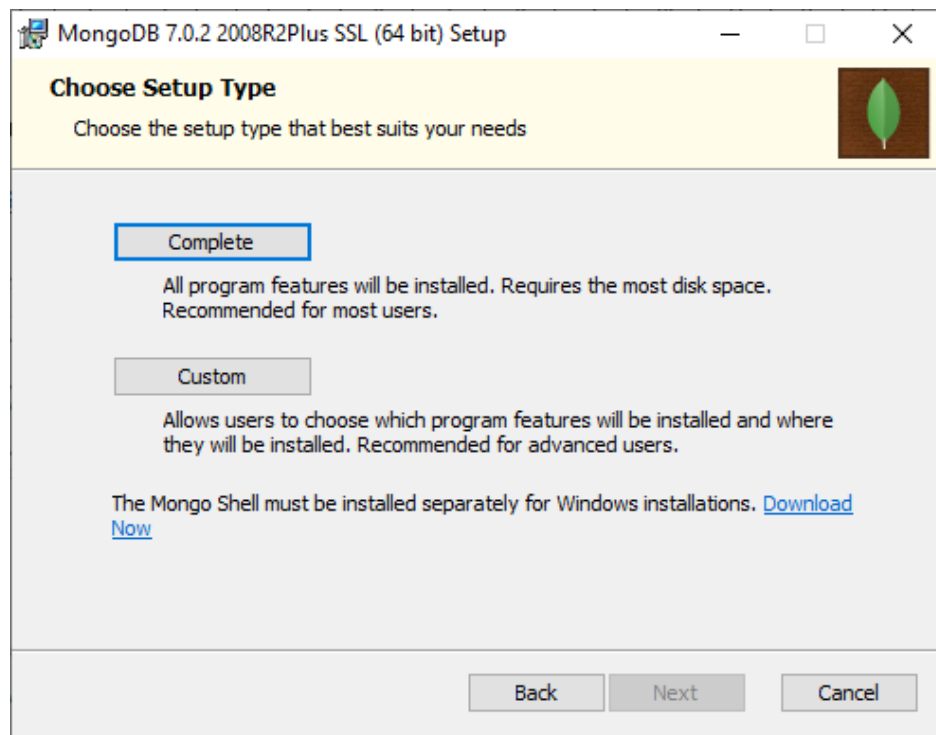 MongoDB 7.0.2 2008R2Plus SSL (64 bit) Setup
Choose Setup Type
Choose the setup type that best suits your needs
Complete
All program features will be installed. Requires the most disk space.
Recommended for most users.
Custom
Allows users to choose which program features will be installed and where
they will be installed. Recommended for advanced users.
The Mongo Shell must be installed separately for Windows installations. Download
Now
Back Next Cancel